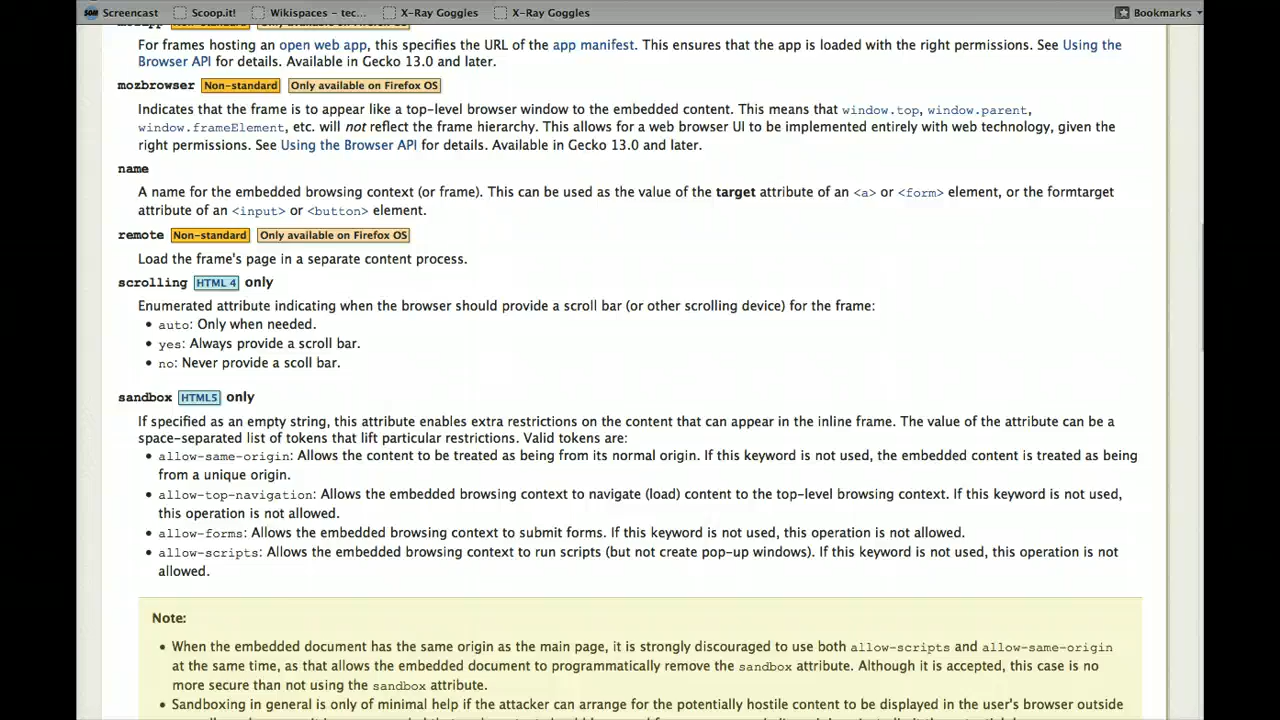 Screencast Scoop.it! Wikispaces – tec... X-Ray Goggles X-Ray Goggles Bookmarks
For frames hosting an open web app, this specifies the URL of the app manifest. This ensures that the app is loaded with the right permissions. See Using the
Browser API for details. Available in Gecko 13.0 and later.
mozbrowser Non-standard Only available on Firefox OS
Indicates that the frame is to appear like a top-level browser window to the embedded content. This means that window.top, window.parent,
window.frameElement, etc. will not reflect the frame hierarchy. This allows for a web browser UI to be implemented entirely with web technology, given the
right permissions. See Using the Browser API for details. Available in Gecko 13.0 and later.
name
A name for the embedded browsing context (or frame). This can be used as the value of the target attribute of an <a> or <form> element, or the formtarget
attribute of an <input> or <button> element.
remote Non-standard Only available on Firefox OS
Load the frame's page in a separate content process.
scrolling HTML 4 only
Enumerated attribute indicating when the browser should provide a scroll bar (or other scrolling device) for the frame:
• auto: Only when needed.
• yes: Always provide a scroll bar.
• no: Never provide a scoll bar.
sandbox HTML5 only
If specified as an empty string, this attribute enables extra restrictions on the content that can appear in the inline frame. The value of the attribute can be a
space-separated list of tokens that lift particular restrictions. Valid tokens are:
• allow-same-origin: Allows the content to be treated as being from its normal origin. If this keyword is not used, the embedded content is treated as being
from a unique origin.
• allow-top-navigation: Allows the embedded browsing context to navigate (load) content to the top-level browsing context. If this keyword is not used,
this operation is not allowed.
• allow-forms: Allows the embedded browsing context to submit forms. If this keyword is not used, this operation is not allowed.
• allow-scripts: Allows the embedded browsing context to run scripts (but not create pop-up windows). If this keyword is not used, this operation is not
allowed.
Note:
• When the embedded document has the same origin as the main page, it is strongly discouraged to use both allow-scripts and allow-same-origin
at the same time, as that allows the embedded document to programmatically remove the sandbox attribute. Although it is accepted, this case is no
more secure than not using the sandbox attribute.
• Sandboxing in general is only of minimal help if the attacker can arrange for the potentially hostile content to be displayed in the user's browser outside